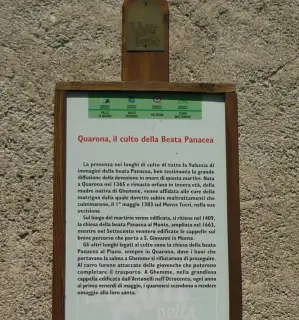 Quarona, il culto della Beata Panacea
La presenza nei luoghi di culto di tutta la Valsesia di
immagini della beata Panacea, ben testimonia la grande
diffusione della devozione in onore di questa martire. Nata
a Quarona nel 1365 e rimasta orfana in tenera età, della
madre nativa di Ghemme, venne affidata alle cure della
matrigna dalla quale dovette subire maltrattamenti che
culminarono, il 1° maggio 1383 sul Monte Tucri, nella sua
uccisione.
Sul luogo del martirio venne edificata, si ritiene nel 1409,
la chiesa della beata Panacea al Monte, ampliata nel 1663,
mentre nel Settecento vennero edificate le cappelle sul
breve percorso che porta a S. Giovanni in Monte.
Gli altri luoghi legati al culto sono la chiesa della beata
Panacea al Piano, sempre in Quarona, dove i buoi che
portavano la salma a Ghemme si rifiutarono di proseguire.
Al carro furono attaccate delle giovenche che poterono
completare il trasporto. A Ghemme, nella grandiosa
cappella edificata dall'Antonelli nell'Ottocento, ogni anno
al primo venerdì di maggio, i quaronesi scendono a rendere
omaggio alla loro santa.